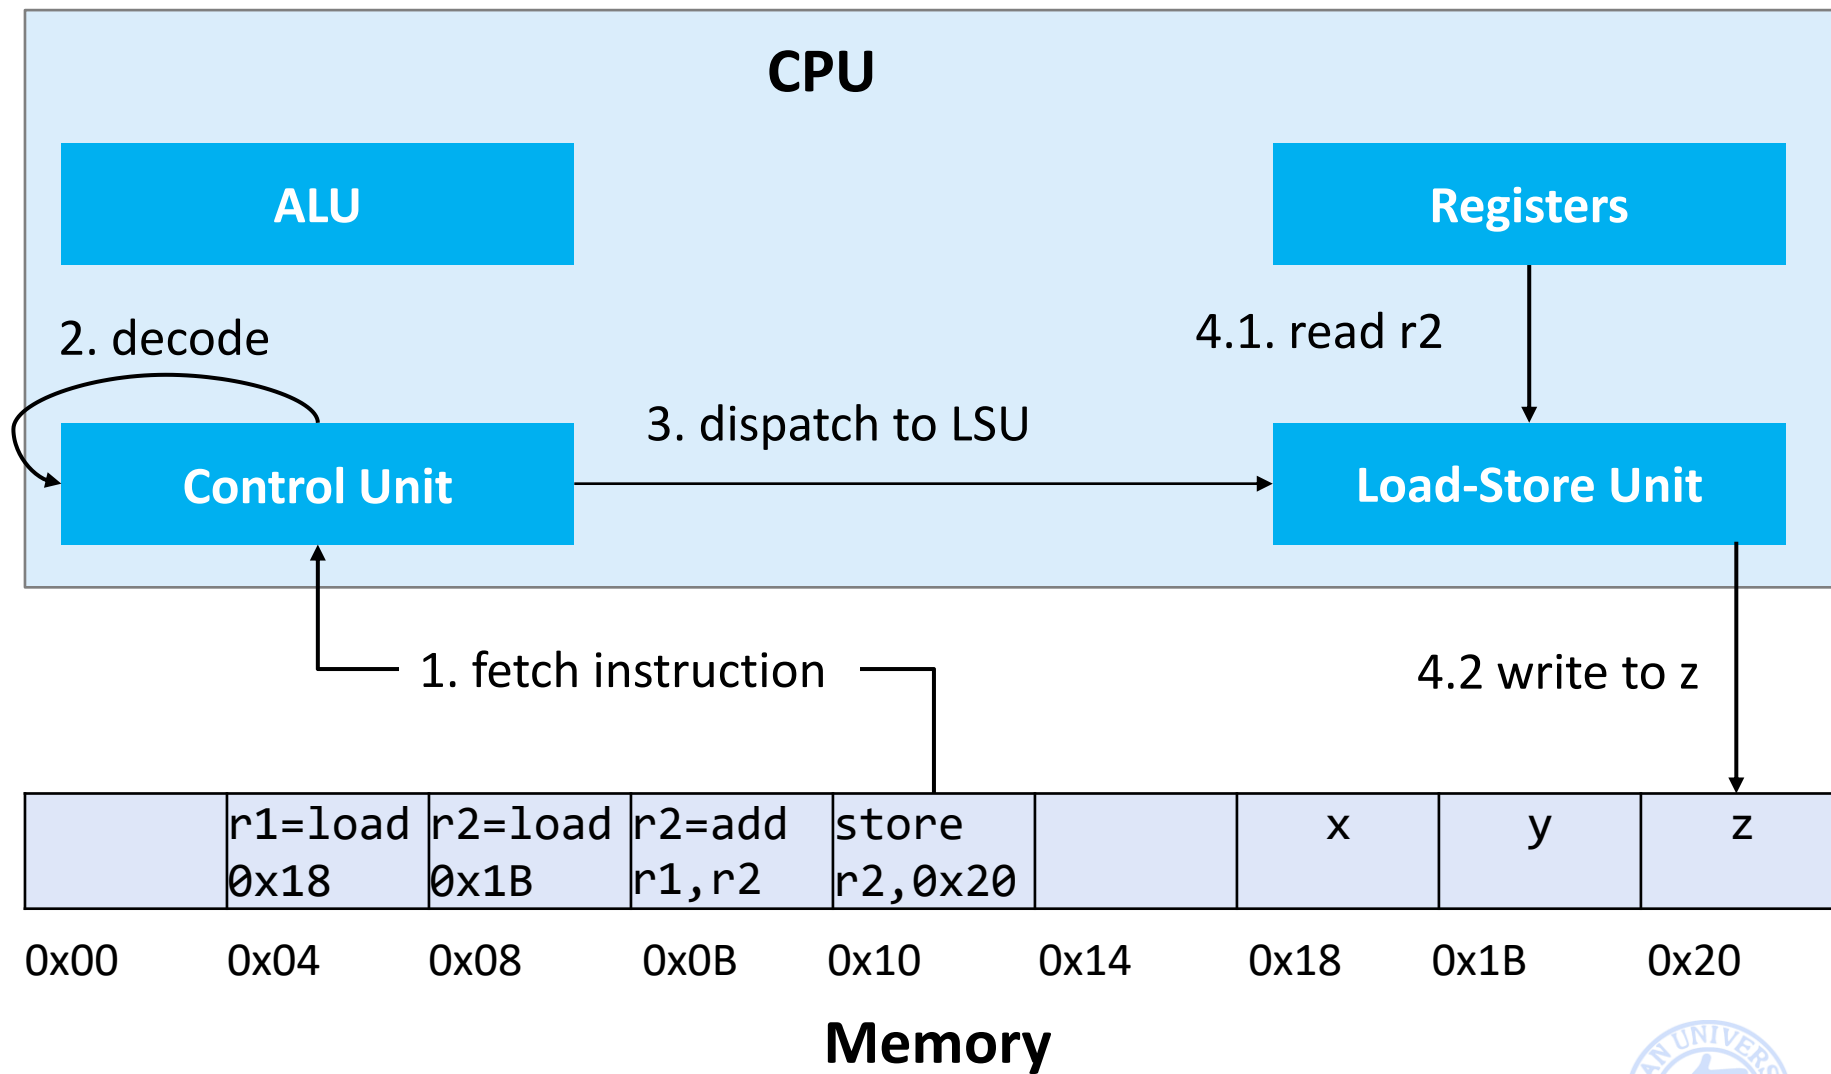 CPU
ALU
Registers
2. decode
4.1. read r2
3. dispatch to LSU
Control Unit
Load-Store Unit
1. fetch instruction
4.2 write to z
r1=load
0x18
r2=load
0x1B
r2=add
r1,r2
store
r2,0x20
x
y
z
0x00
0x04
0x08
0x0B
0x10
0x14
0x18
0x1B
0x20
Memory